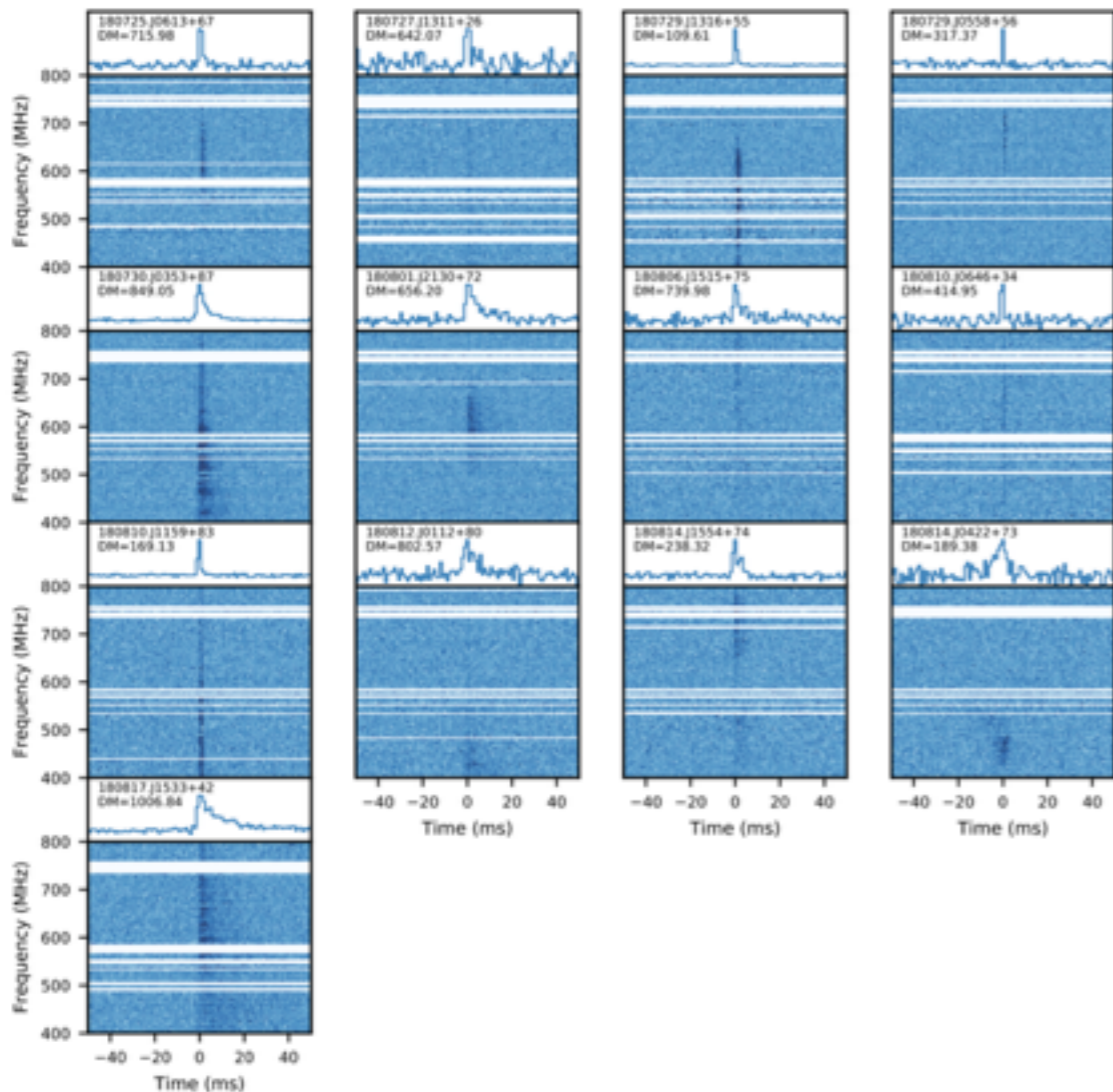 180725.J0613+67
DM=715.98
180727.J1311+26
DM=642.07
180729.J1316+55
DM=109.61
180729.J0558+56
DM=317.37
800
700
600
500
400
Frequency (MHz)
180730.J0353+87
DM=849.05
180801.J2130+72
DM=656.20
180806.J1515+75
DM=739.98
180810.J0646+34
DM=414.95
800
700
600
500
400
Frequency (MHz)
180810.J1159+83
DM=169.13
180812.J0112+80
DM=802.57
180814.J1554+74
DM=238.32
180814.J0422+73
DM=189.38
800
700
600
500
400
Frequency (MHz)
−40 −20 0 20 40
Time (ms)
−40 −20 0 20 40
Time (ms)
−40 −20 0 20 40
Time (ms)
180817.J1533+42
DM=1006.84
800
700
600
500
400
Frequency (MHz)
−40 −20 0 20 40
Time (ms)